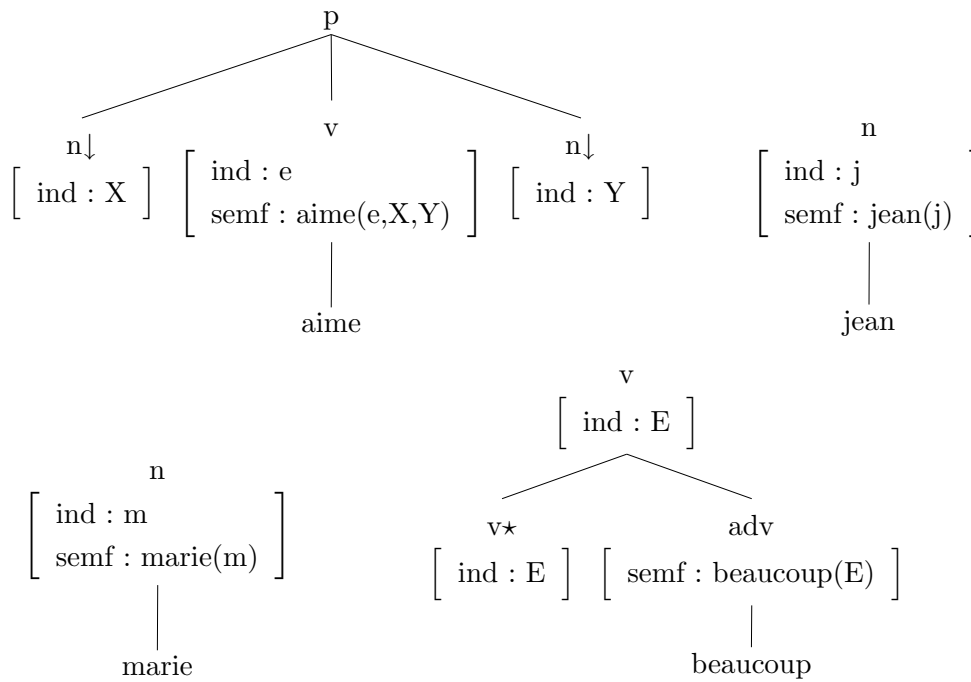 p
n↓ v n↓
[ ind : X ] [ ind : e
semf : aime(e,X,Y) ] [ ind : Y ]
aime
n
[ ind : j
semf : jean(j) ]
jean
n
[ ind : m
semf : marie(m) ]
marie
v
[ ind : E ]
v⋆ adv
[ ind : E ] [ semf : beaucoup(E) ]
beaucoup